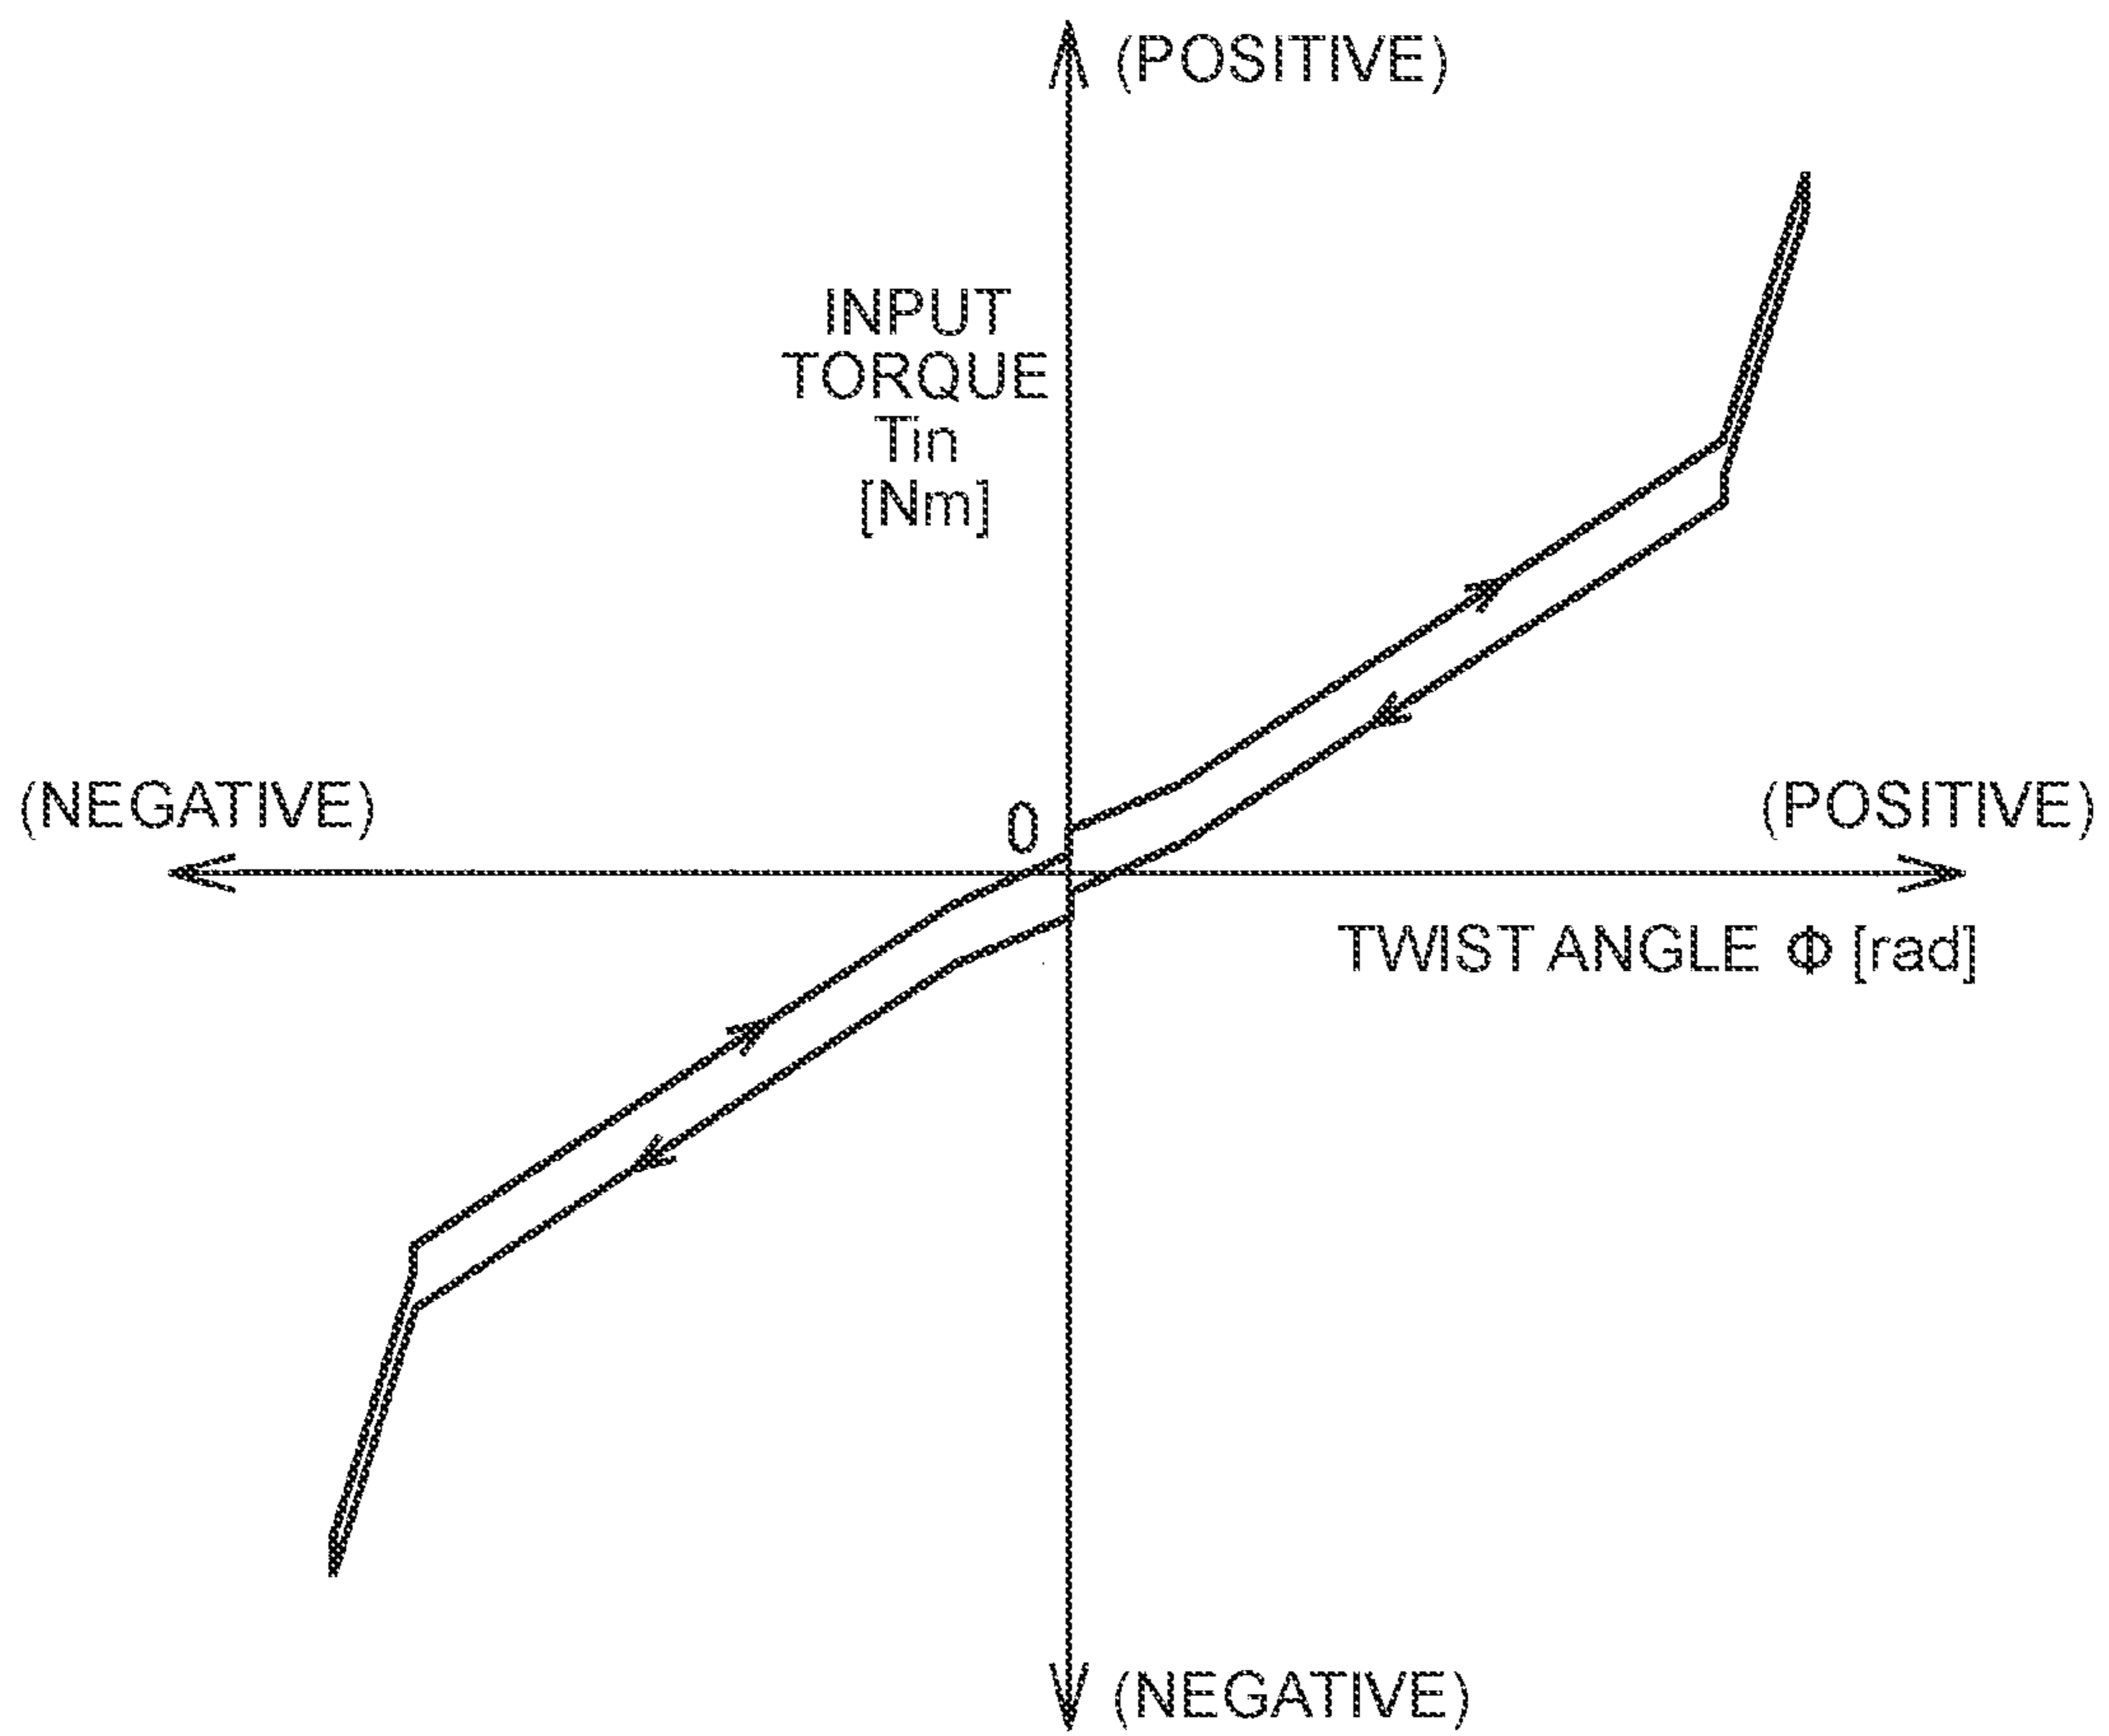 (POSITIVE)
INPUT
TORQUE
Tin
[Nm]
(NEGATIVE)
0
(POSITIVE)
TWIST ANGLE Φ [rad]
(NEGATIVE)